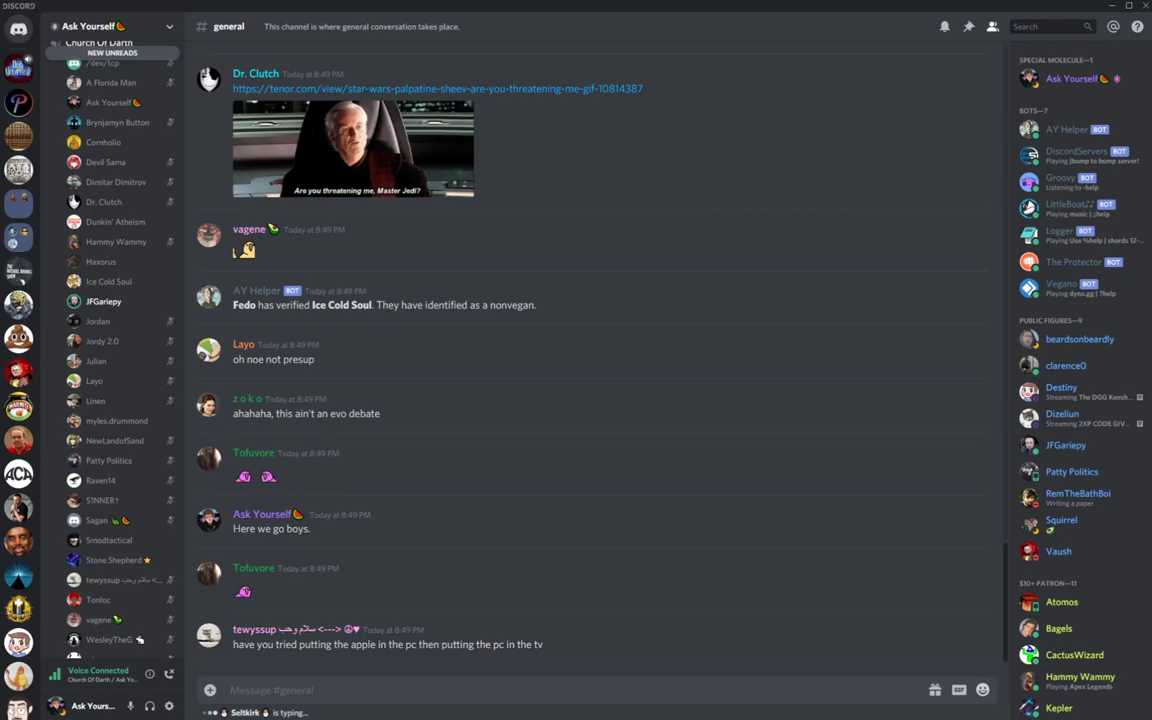 DISCORD
Ask Yourself
Church Of Darth
NEW UNREADS
/dev/tcp
A Florida Man
Ask Yourself
Brynjamyn Button
Cornholio
Devil Sama
Dimitar Dimitrov
Dr. Clutch
Dunkin' Atheism
Hammy Wammy
Haxorus
Ice Cold Soul
JFGariepy
Jordan
Jordy 2.0
Julian
Layo
Linen
myles.drummond
NewLandofSand
Patty Politics
Raven14
S1NNER†
Sagan
Smodtactical
Stone Shepherd
tewyssup سلام وحب <-...
Tonloc
vagene
WesleyTheG
Voice Connected
Church Of Darth / Ask Yo...
Ask Yours...
# general
This channel is where general conversation takes place.
Search
Dr. Clutch Today at 8:49 PM
https://tenor.com/view/star-wars-palpatine-sheev-are-you-threatening-me-gif-10814387
Are you threatening me, Master Jedi?
vagene Today at 8:49 PM
AY Helper BOT Today at 8:49 PM
Fedo has verified Ice Cold Soul. They have identified as a nonvegan.
Layo Today at 8:49 PM
oh noe not presup
z o k o Today at 8:49 PM
ahahaha, this ain't an evo debate
Tofuvore Today at 8:49 PM
Ask Yourself Today at 8:49 PM
Here we go boys.
Tofuvore Today at 8:49 PM
tewyssup سلام وحب <---> ☮♥ Today at 8:49 PM
have you tried putting the apple in the pc then putting the pc in the tv
Message #general
GIF
Seltkirk is typing...
SPECIAL MOLECULE—1
Ask Yourself
BOTS—7
AY Helper BOT
DiscordServers BOT
Playing !bump to bump server!
Groovy BOT
Listening to -help
LittleBoat♪♪ BOT
Playing music | ;;help
Logger BOT
Playing Use %help | shards 12-...
The Protector BOT
Vegano BOT
Playing dyno.gg | ?help
PUBLIC FIGURES—9
beardsonbeardly
clarence0
Destiny
Streaming The DGG Kensh...
Dizeliun
Streaming 2XP CODE GIV...
JFGariepy
Patty Politics
RemTheBathBoi
Writing a paper
Squirrel
Vaush
$10+ PATRON—11
Atomos
Bagels
CactusWizard
Hammy Wammy
Playing Apex Legends
Kepler